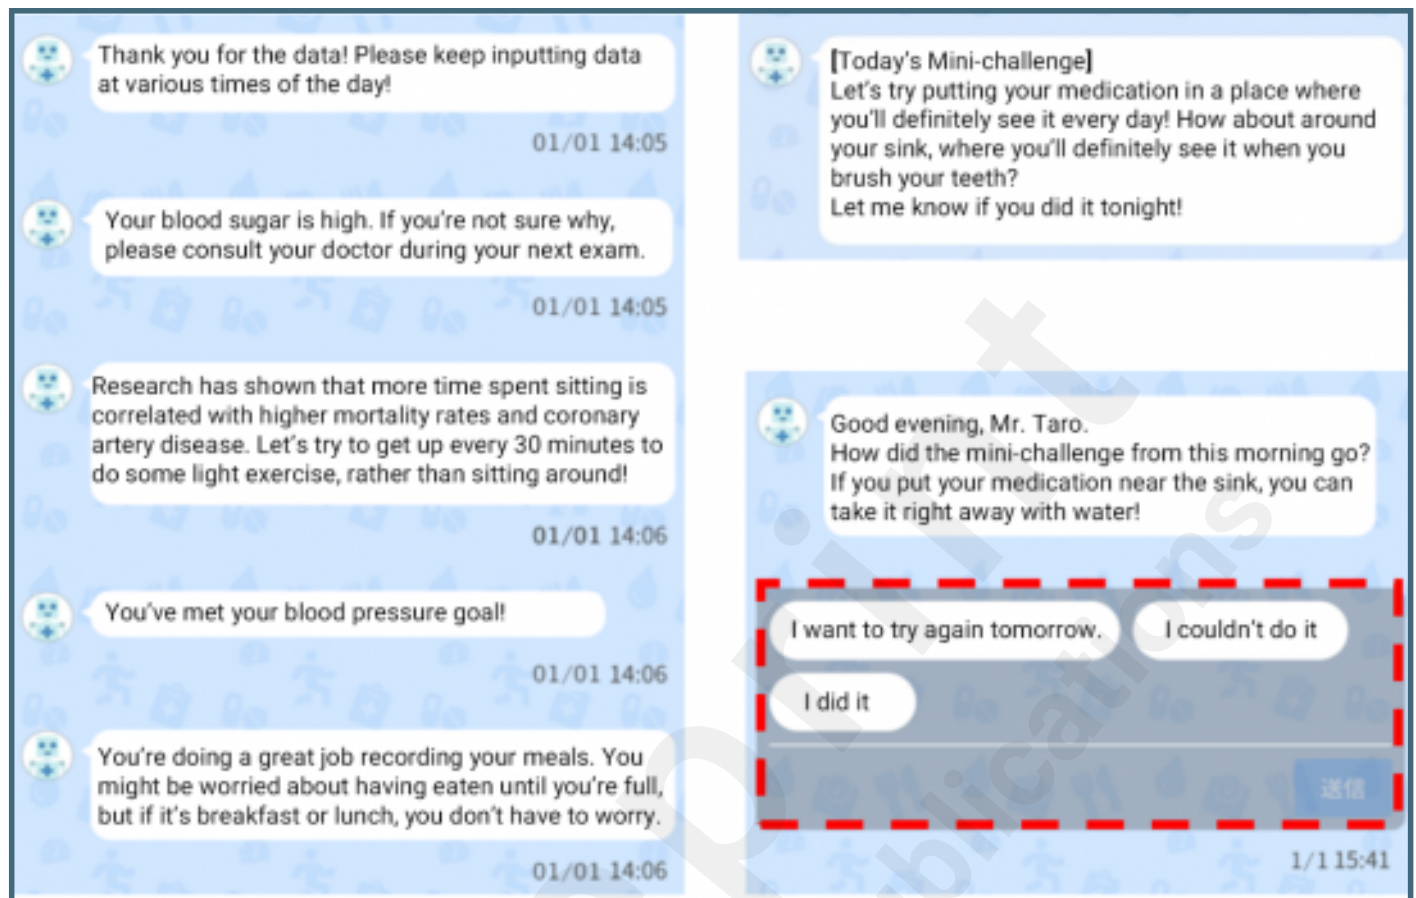 Thank you for the data! Please keep inputting data
at various times of the day!
01/01 14:05
Your blood sugar is high. If you're not sure why,
please consult your doctor during your next exam.
01/01 14:05
Research has shown that more time spent sitting is
correlated with higher mortality rates and coronary
artery disease. Let's try to get up every 30 minutes to
do some light exercise, rather than sitting around!
01/01 14:06
You've met your blood pressure goal!
01/01 14:06
You're doing a great job recording your meals. You
might be worried about having eaten until you're full,
but if it's breakfast or lunch, you don't have to worry.
01/01 14:06
[Today's Mini-challenge]
Let's try putting your medication in a place where
you'll definitely see it every day! How about around
your sink, where you'll definitely see it when you
brush your teeth?
Let me know if you did it tonight!
Good evening, Mr. Taro.
How did the mini-challenge from this morning go?
If you put your medication near the sink, you can
take it right away with water!
I want to try again tomorrow.
I couldn't do it
I did it
送信
1/1 15:41